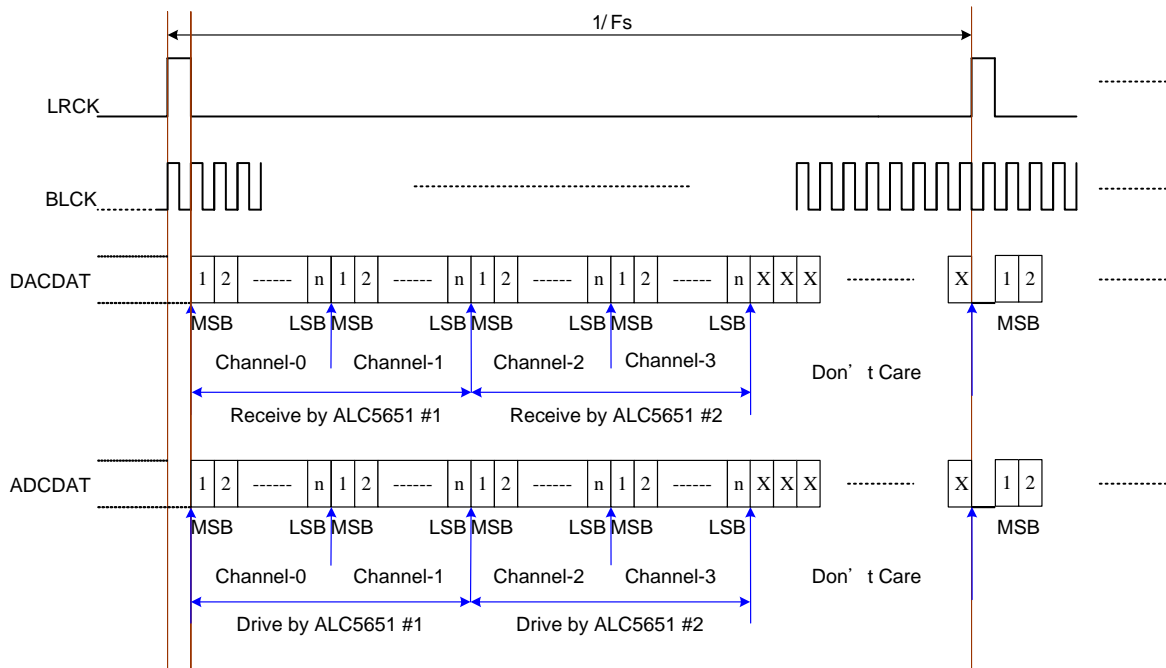 1/ Fs
LRCK
BLCK
DACDAT 1 2 ------ n 1 2 ------ n 1 2 ------ n 1 2 ------ n X X X X 1 2
MSB LSB MSB LSB MSB LSB MSB LSB MSB
Channel-0 Channel-1 Channel-2 Channel-3 Don’ t Care
Receive by ALC5651 #1 Receive by ALC5651 #2
ADCDAT 1 2 ------ n 1 2 ------ n 1 2 ------ n 1 2 ------ n X X X X 1 2
MSB LSB MSB LSB MSB LSB MSB LSB MSB
Channel-0 Channel-1 Channel-2 Channel-3 Don’ t Care
Drive by ALC5651 #1 Drive by ALC5651 #2